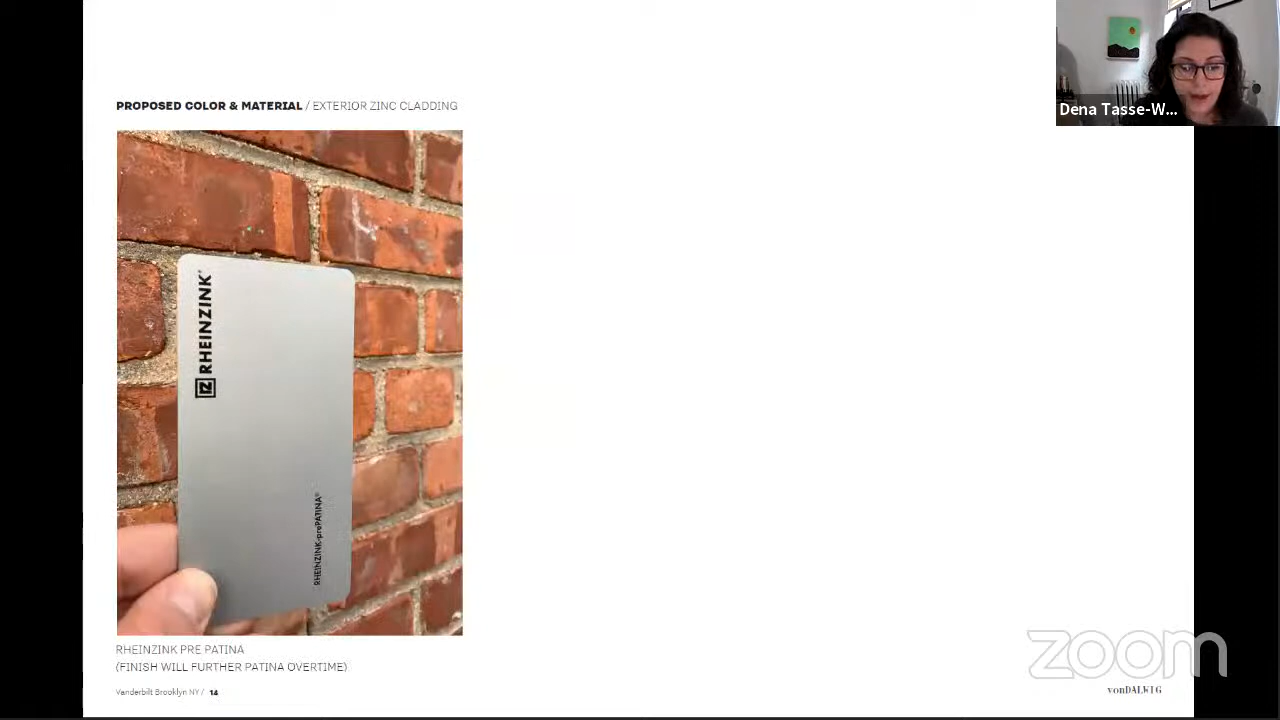 Dena Tasse-W...
PROPOSED COLOR & MATERIAL / EXTERIOR ZINC CLADDING
RHEINZINK®
RHEINZINK-prePATINA®
RHEINZINK PRE PATINA
(FINISH WILL FURTHER PATINA OVERTIME)
Vanderbilt Brooklyn NY / 14
vonDALWIG
zoom